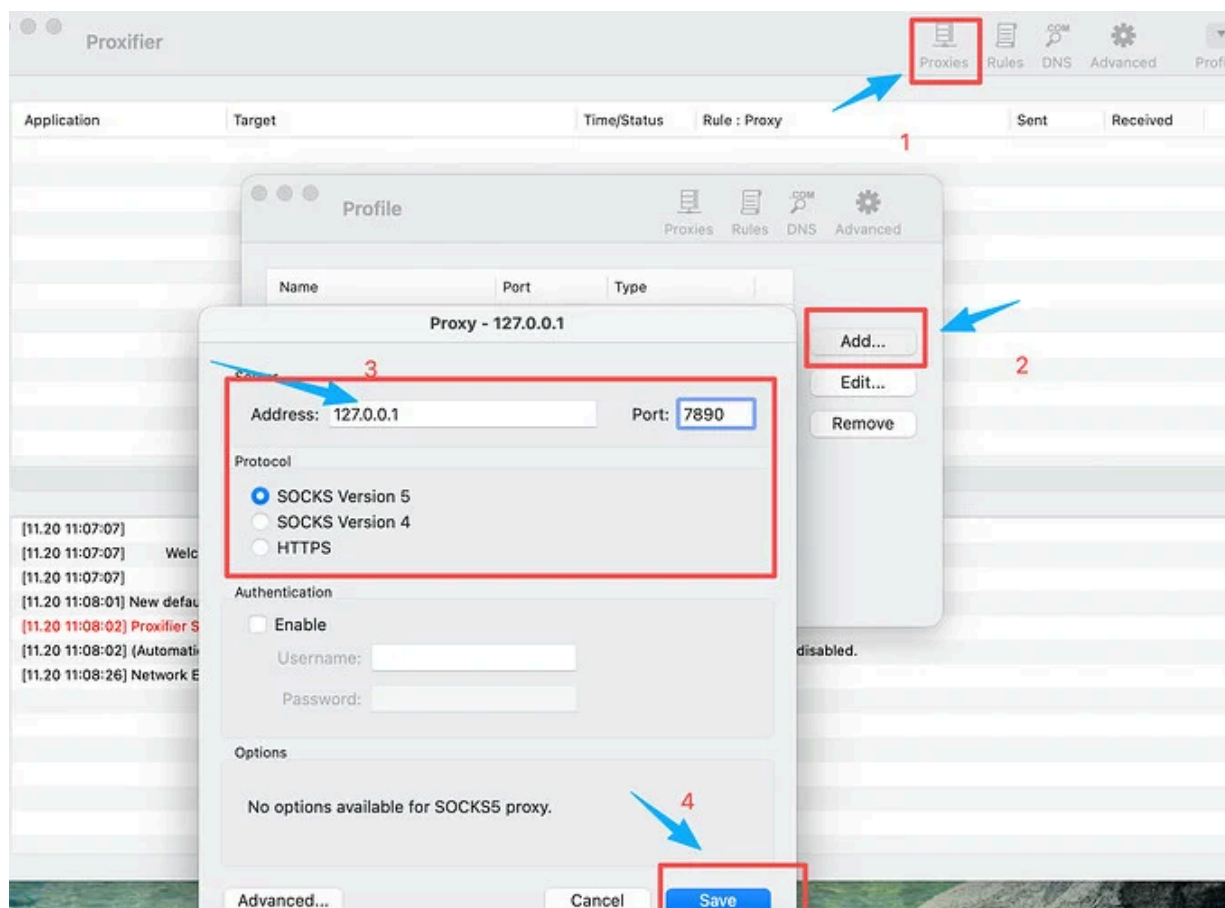 Proxifier
Proxies Rules DNS Advanced
Application Target Time/Status Rule : Proxy Sent Received
1
Profile
Proxies Rules DNS Advanced
Name Port Type
Proxy - 127.0.0.1
Add...
2
3
Edit...
Address: 127.0.0.1 Port: 7890
Remove
Protocol
SOCKS Version 5
SOCKS Version 4
HTTPS
[11.20 11:07:07]
[11.20 11:07:07] Welc
[11.20 11:07:07]
[11.20 11:08:01] New defau
[11.20 11:08:02] Proxifier S
[11.20 11:08:02] (Automati
disabled.
[11.20 11:08:26] Network E
Authentication
Enable
Username:
Password:
Options
No options available for SOCKS5 proxy.
4
Advanced... Cancel Save